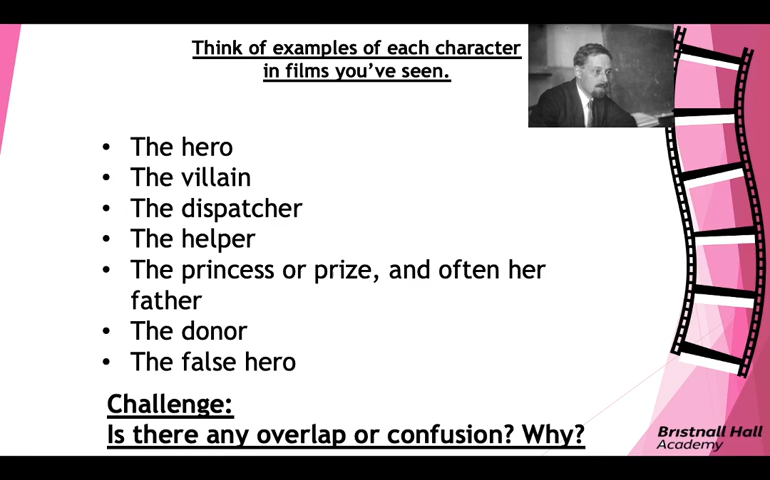 Think of examples of each character
in films you've seen.
• The hero
• The villain
• The dispatcher
• The helper
• The princess or prize, and often her
father
• The donor
• The false hero
Challenge:
Is there any overlap or confusion? Why?
Bristnall Hall
Academy